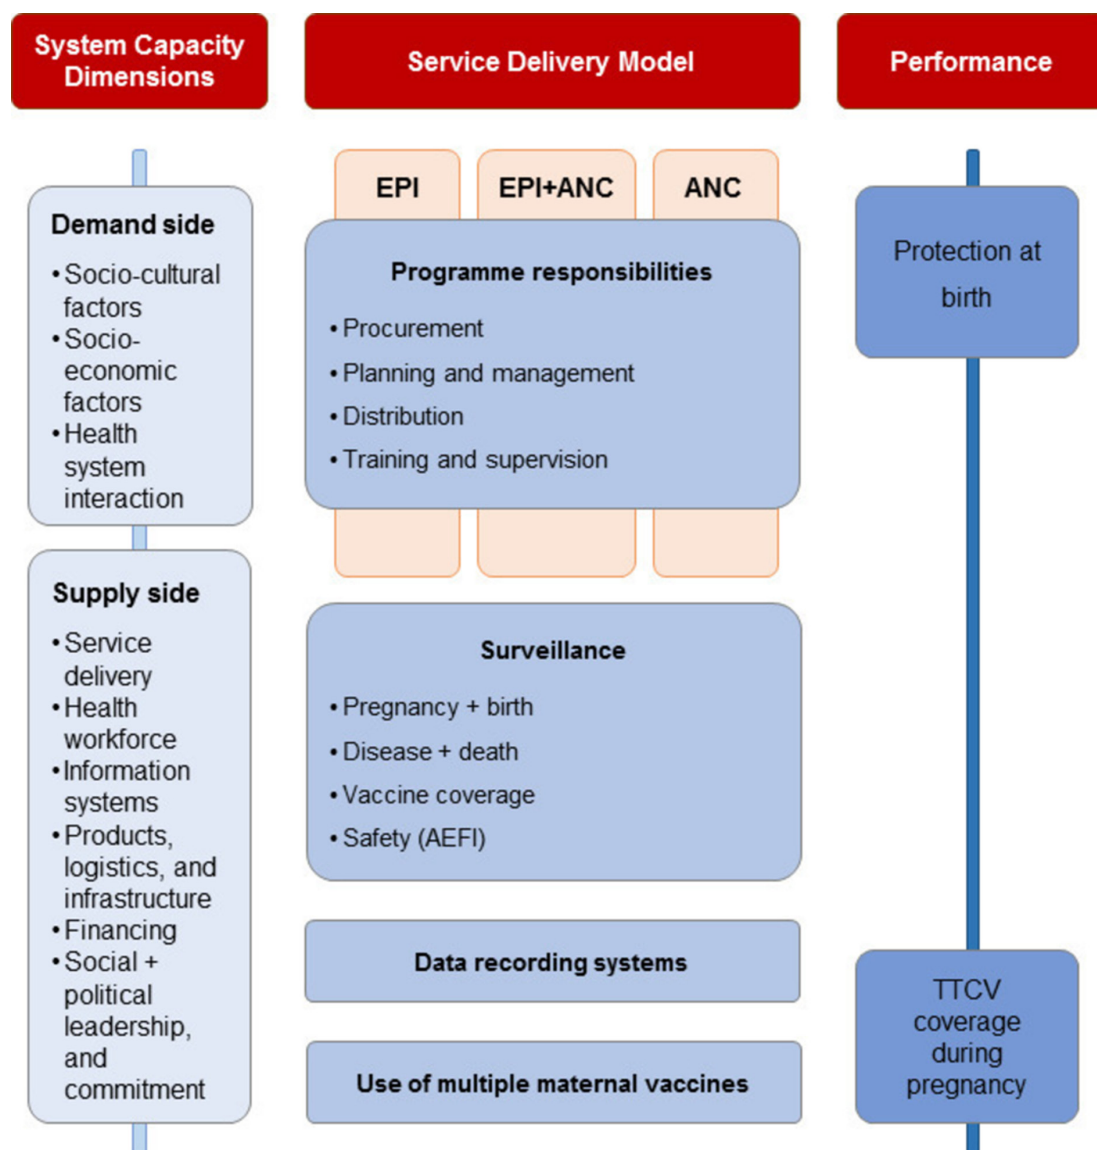 System Capacity
Dimensions
Service Delivery Model
Performance
Demand side
• Socio-cultural
factors
• Socio-
economic
factors
• Health
system
interaction
Supply side
• Service
delivery
• Health
workforce
• Information
systems
• Products,
logistics, and
infrastructure
• Financing
• Social +
political
leadership,
and
commitment
EPI
EPI+ANC
ANC
Programme responsibilities
• Procurement
• Planning and management
• Distribution
• Training and supervision
Surveillance
• Pregnancy + birth
• Disease + death
• Vaccine coverage
• Safety (AEFI)
Data recording systems
Use of multiple maternal vaccines
Protection at
birth
TTCV
coverage
during
pregnancy